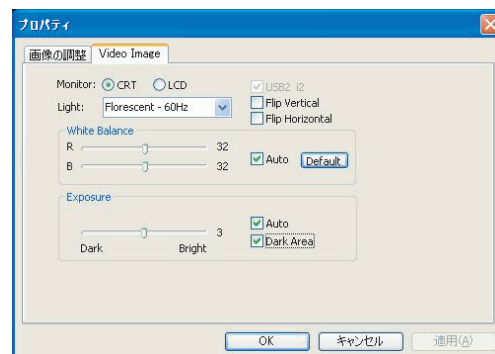 プロパティ
画像の調整 Video Image
Monitor: CRT LCD
USB2 i2
Light: Florescent - 60Hz
Flip Vertical
Flip Horizontal
White Balance
R 32
B 32
Auto Default
Exposure
3
Dark Bright
Auto
Dark Area
OK キャンセル 適用(A)